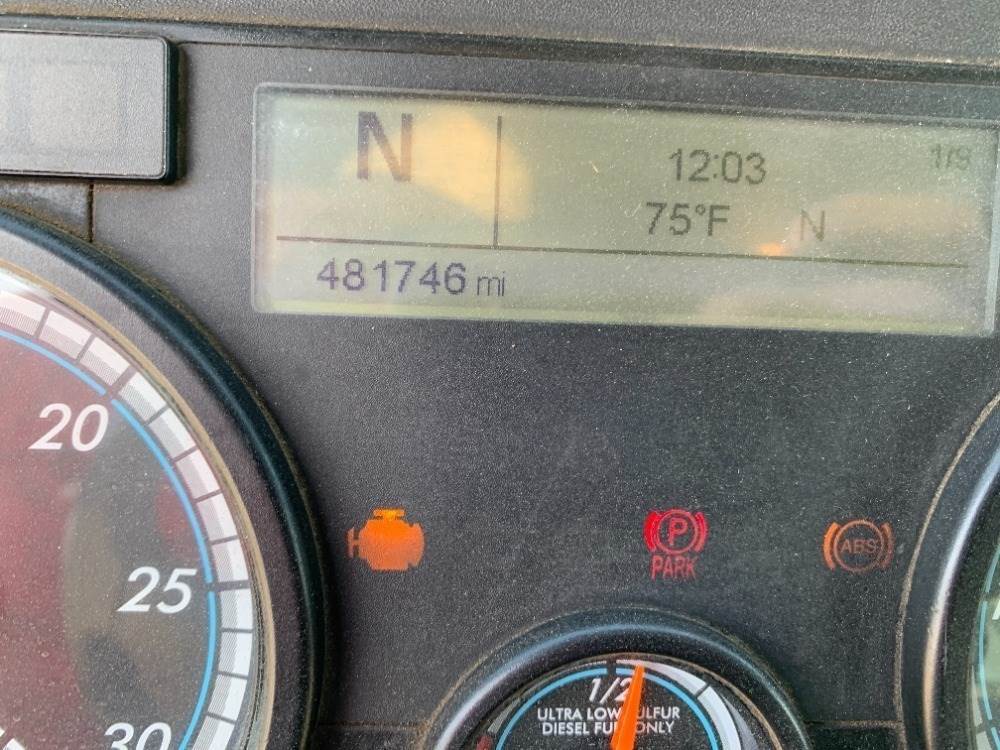 N
12:03
1/9
75°F N
481746 mi
20
25
30
P
PARK
ABS
1/2
ULTRA LOW SULFUR
DIESEL FUEL ONLY